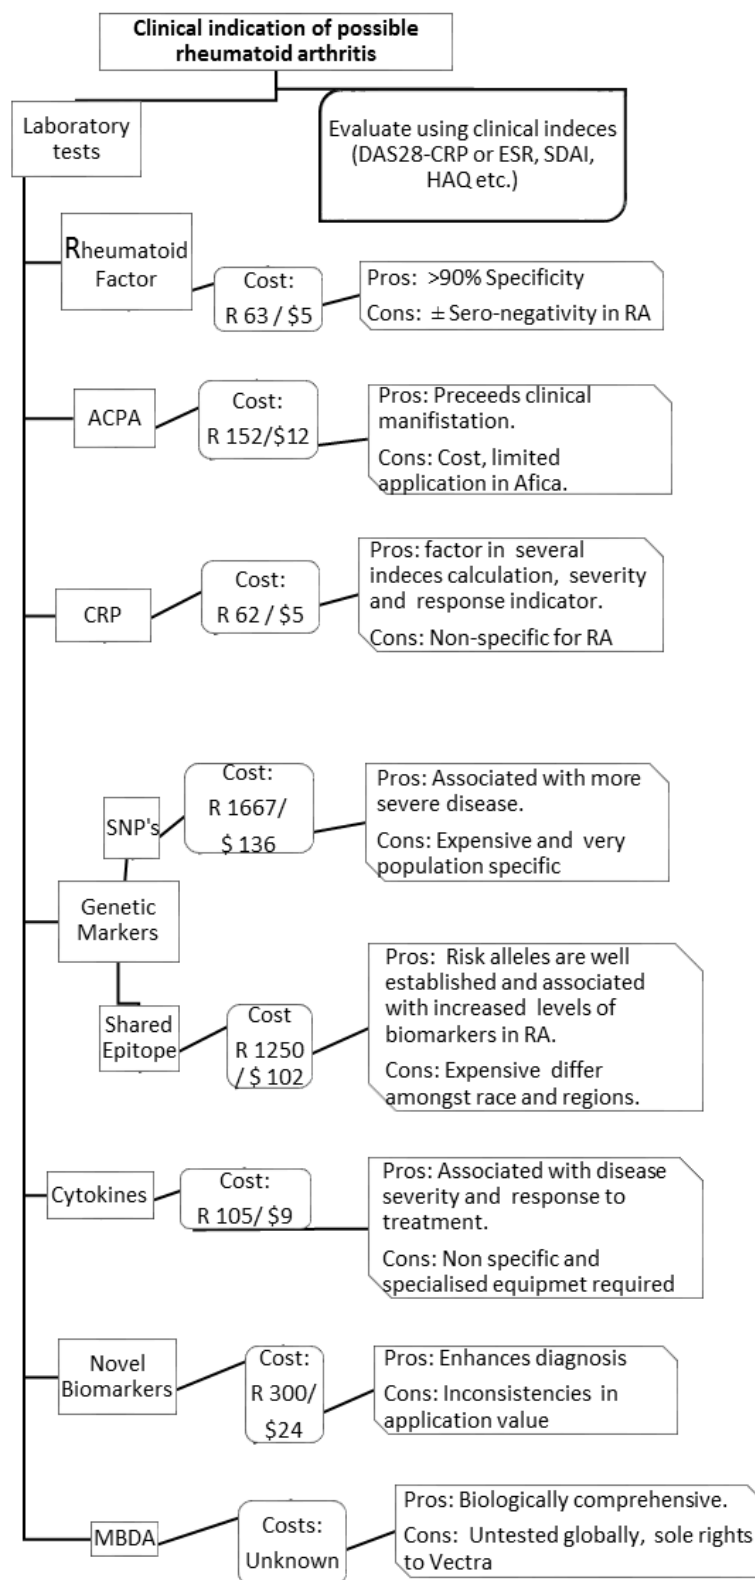 Clinical indication of possible
rheumatoid arthritis
Laboratory
tests
Evaluate using clinical indeces
(DAS28-CRP or ESR, SDAI,
HAQ etc.)
Rheumatoid
Factor
Cost:
R 63 / $5
Pros: >90% Specificity
Cons: ± Sero-negativity in RA
ACPA
Cost:
R 152/$12
Pros: Preceeds clinical
manifistation.
Cons: Cost, limited
application in Afica.
CRP
Cost:
R 62 / $5
Pros: factor in several
indeces calculation, severity
and response indicator.
Cons: Non-specific for RA
SNP's
Cost:
R 1667/
$ 136
Pros: Associated with more
severe disease.
Cons: Expensive and very
population specific
Genetic
Markers
Shared
Epitope
Cost
R 1250
/ $ 102
Pros: Risk alleles are well
established and associated
with increased levels of
biomarkers in RA.
Cons: Expensive differ
amongst race and regions.
Cytokines
Cost:
R 105/ $9
Pros: Associated with disease
severity and response to
treatment.
Cons: Non specific and
specialised equipmet required
Novel
Biomarkers
Cost:
R 300/
$24
Pros: Enhances diagnosis
Cons: Inconsistencies in
application value
MBDA
Costs:
Unknown
Pros: Biologically comprehensive.
Cons: Untested globally, sole rights
to Vectra